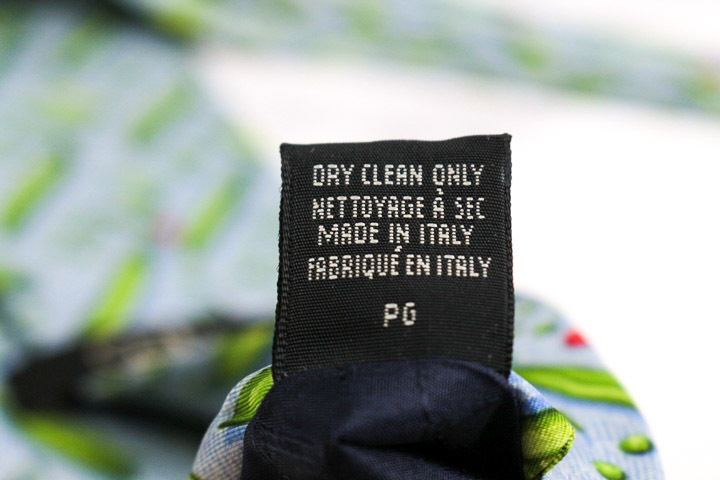 DRY CLEAN ONLY
NETTOYAGE À SEC
MADE IN ITALY
FABRIQUÉ EN ITALY
PG